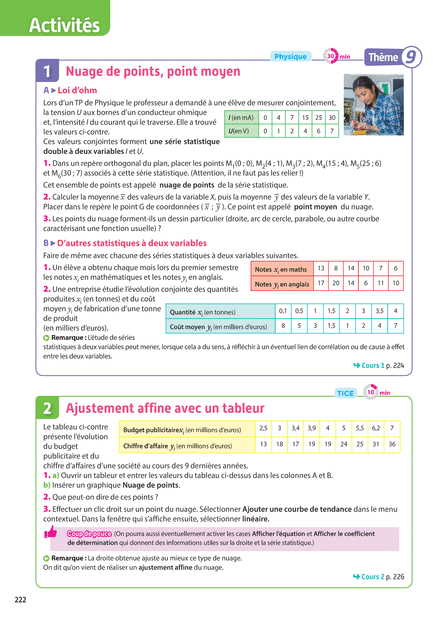 Activités
Physique
30 min
Thème 9
1 Nuage de points, point moyen
A ▸ Loi d’ohm
Lors d’un TP de Physique le professeur a demandé à une élève de mesurer conjointement,
la tension U aux bornes d’un conducteur ohmique
et, l’intensité I du courant qui le traverse. Elle a trouvé
les valeurs ci-contre.
Ces valeurs conjointes forment une série statistique
double à deux variables I et U.
I (en mA) 0 4 7 15 25 30
U(en V) 0 1 2 4 6 7
1. Dans un repère orthogonal du plan, placer les points M1(0 ; 0), M2(4 ; 1), M3(7 ; 2), M4(15 ; 4), M5(25 ; 6)
et M6(30 ; 7) associés à cette série statistique. (Attention, il ne faut pas les relier !)
Cet ensemble de points est appelé nuage de points de la série statistique.
2. Calculer la moyenne x̅ des valeurs de la variable X, puis la moyenne y̅ des valeurs de la variable Y.
Placer dans le repère le point G de coordonnées ( x̅ ; y̅ ). Ce point est appelé point moyen du nuage.
3. Les points du nuage forment-ils un dessin particulier (droite, arc de cercle, parabole, ou autre courbe
caractérisant une fonction usuelle) ?
B ▸ D’autres statistiques à deux variables
Faire de même avec chacune des séries statistiques à deux variables suivantes.
1. Un élève a obtenu chaque mois lors du premier semestre
les notes xi en mathématiques et les notes yi en anglais.
Notes xi en maths 13 8 14 10 7 6
Notes yi en anglais 17 20 14 6 11 10
2. Une entreprise étudie l’évolution conjointe des quantités
produites xi (en tonnes) et du coût
moyen yi de fabrication d’une tonne
de produit
(en milliers d’euros).
Quantité xi (en tonnes) 0,1 0,5 1 1,5 2 3 3,5 4
Coût moyen yi (en milliers d’euros) 8 5 3 1,5 1 2 4 7
Remarque : L’étude de séries
statistiques à deux variables peut mener, lorsque cela a du sens, à réfléchir à un éventuel lien de corrélation ou de cause à effet
entre les deux variables.
Cours 1 p. 224
TICE
10 min
2 Ajustement affine avec un tableur
Le tableau ci-contre
présente l’évolution
du budget
publicitaire et du
chiffre d’affaires d’une société au cours des 9 dernières années.
Budget publicitaire xi (en millions d’euros) 2,5 3 3,4 3,9 4 5 5,5 6,2 7
Chiffre d’affaire yi (en millions d’euros) 13 18 17 19 19 24 25 31 36
1. a) Ouvrir un tableur et entrer les valeurs du tableau ci-dessus dans les colonnes A et B.
b) Insérer un graphique Nuage de points.
2. Que peut-on dire de ces points ?
3. Effectuer un clic droit sur un point du nuage. Sélectionner Ajouter une courbe de tendance dans le menu
contextuel. Dans la fenêtre qui s’affiche ensuite, sélectionner linéaire.
Coup de pouce (On pourra aussi éventuellement activer les cases Afficher l’équation et Afficher le coefficient
de détermination qui donnent des informations utiles sur la droite et la série statistique.)
Remarque : La droite obtenue ajuste au mieux ce type de nuage.
On dit qu’on vient de réaliser un ajustement affine du nuage.
Cours 2 p. 226
222